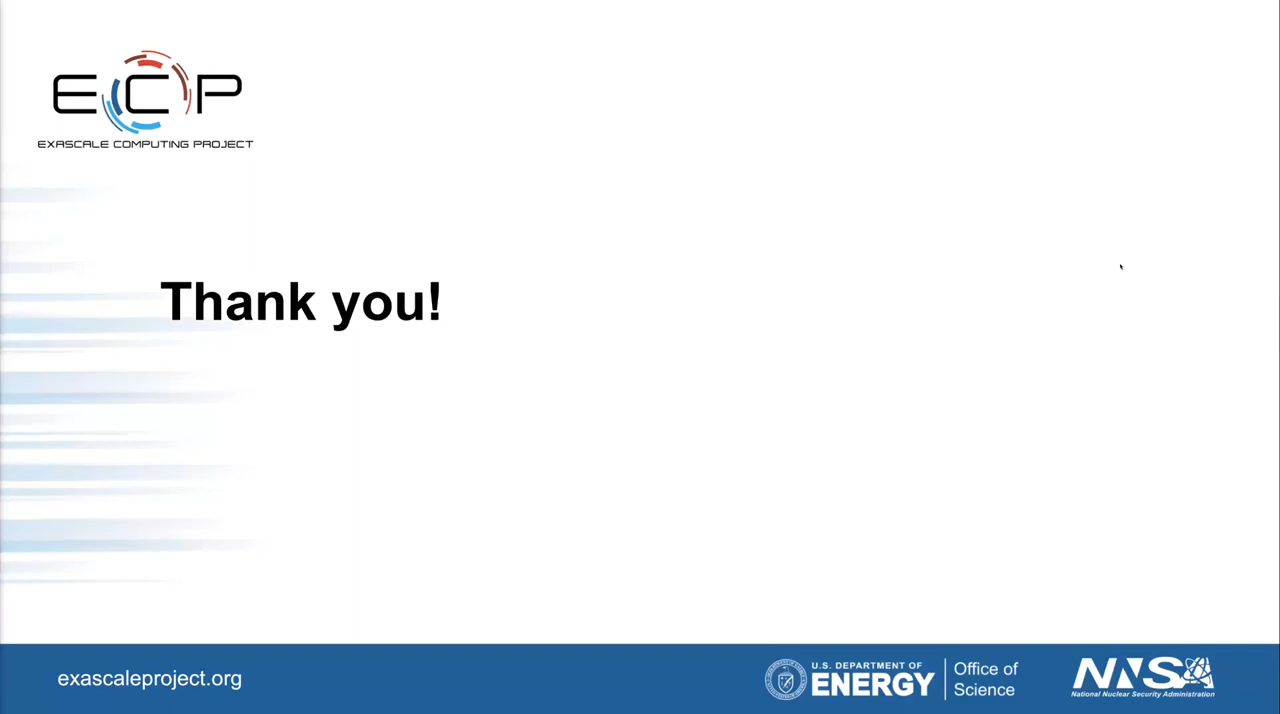 ECP
EXASCALE COMPUTING PROJECT
Thank you!
exascaleproject.org
U.S. DEPARTMENT OF
ENERGY
Office of
Science
NNSA
National Nuclear Security Administration